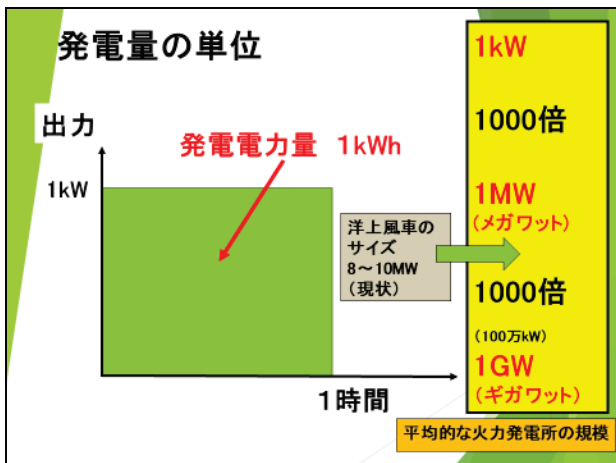 発電量の単位
出力
発電電力量 1kWh
1kW
1時間
洋上風車の
サイズ
8～10MW
（現状）
1kW
1000倍
1MW
（メガワット）
1000倍
（100万kW）
1GW
（ギガワット）
平均的な火力発電所の規模